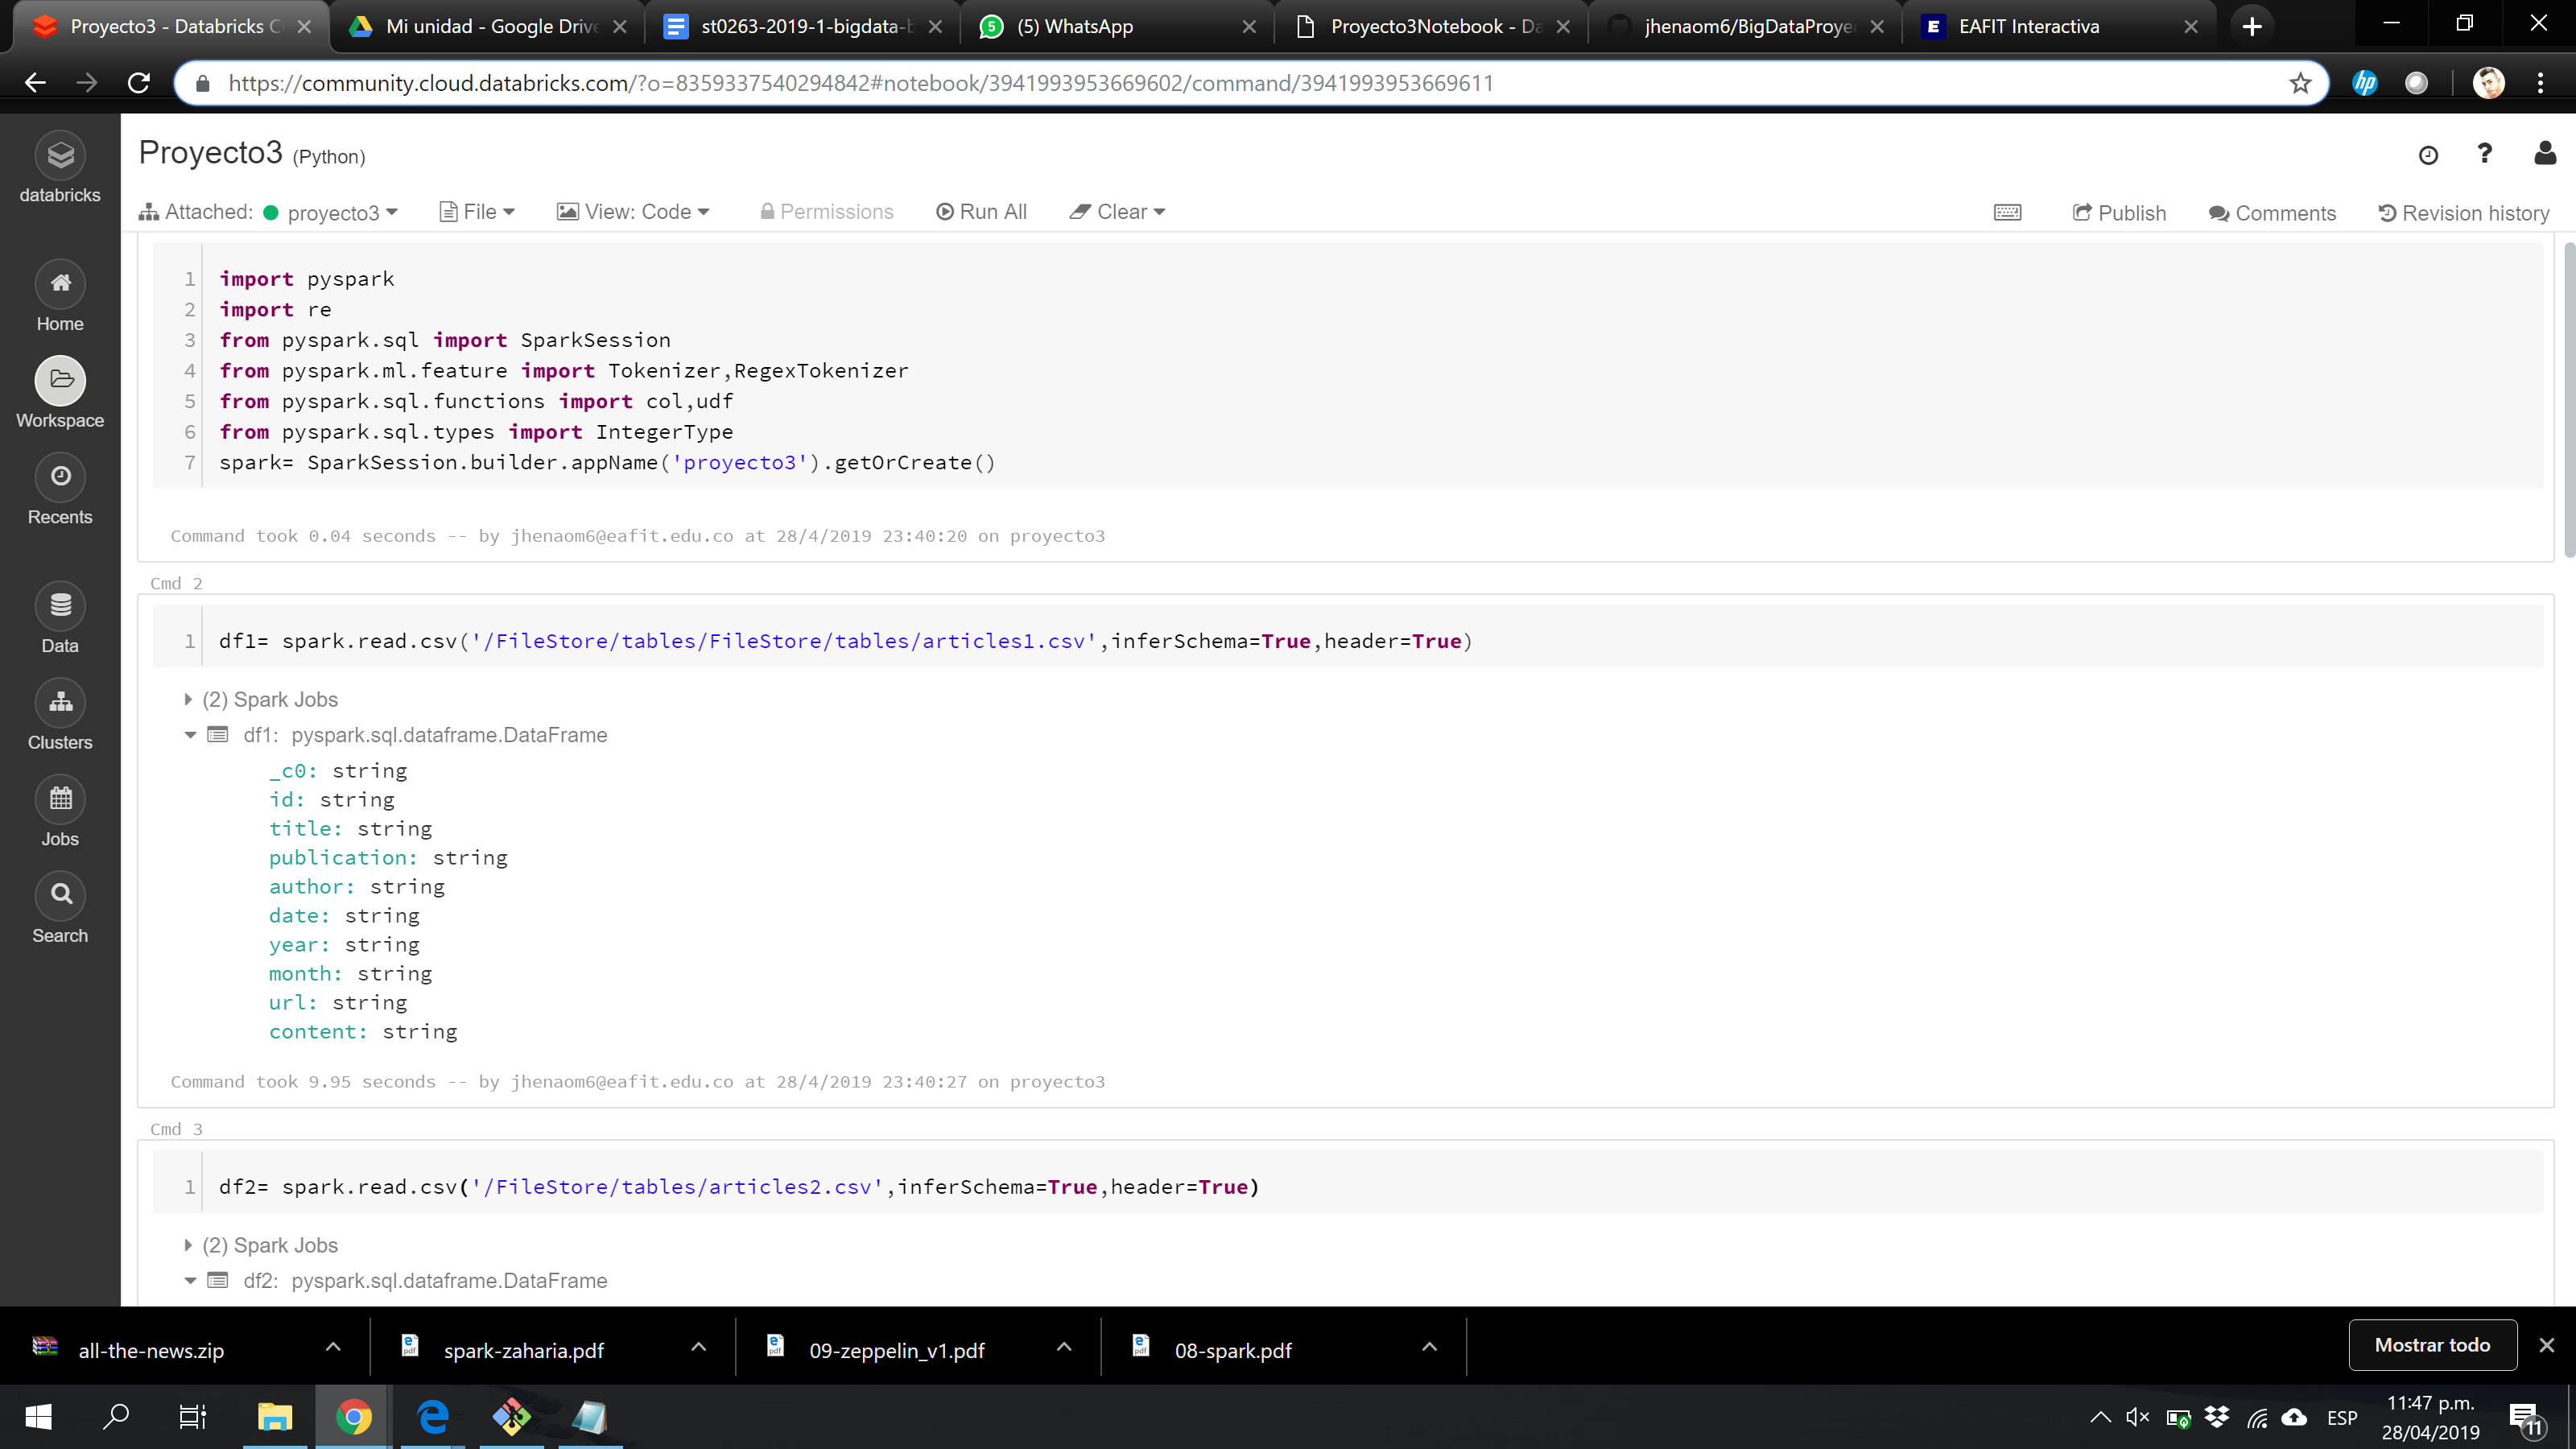 Proyecto3 - Databricks C
Mi unidad - Google Drive
st0263-2019-1-bigdata-b
5
(5) WhatsApp
Proyecto3Notebook - Da
jhenaom6/BigDataProye
E
EAFIT Interactiva
https://community.cloud.databricks.com/?o=8359337540294842#notebook/3941993953669602/command/3941993953669611
hp
databricks
Home
Workspace
Recents
Data
Clusters
Jobs
Search
Proyecto3 (Python)
?
Attached: proyecto3
File
View: Code
Permissions
Run All
Clear
Publish
Comments
Revision history
1 import pyspark
2 import re
3 from pyspark.sql import SparkSession
4 from pyspark.ml.feature import Tokenizer,RegexTokenizer
5 from pyspark.sql.functions import col,udf
6 from pyspark.sql.types import IntegerType
7 spark= SparkSession.builder.appName('proyecto3').getOrCreate()
Command took 0.04 seconds -- by jhenaom6@eafit.edu.co at 28/4/2019 23:40:20 on proyecto3
Cmd 2
1 df1= spark.read.csv('/FileStore/tables/FileStore/tables/articles1.csv',inferSchema=True,header=True)
(2) Spark Jobs
df1: pyspark.sql.dataframe.DataFrame
_c0: string
id: string
title: string
publication: string
author: string
date: string
year: string
month: string
url: string
content: string
Command took 9.95 seconds -- by jhenaom6@eafit.edu.co at 28/4/2019 23:40:27 on proyecto3
Cmd 3
1 df2= spark.read.csv('/FileStore/tables/articles2.csv',inferSchema=True,header=True)
(2) Spark Jobs
df2: pyspark.sql.dataframe.DataFrame
all-the-news.zip
spark-zaharia.pdf
09-zeppelin_v1.pdf
08-spark.pdf
Mostrar todo
ESP
11:47 p.m.
28/04/2019
11